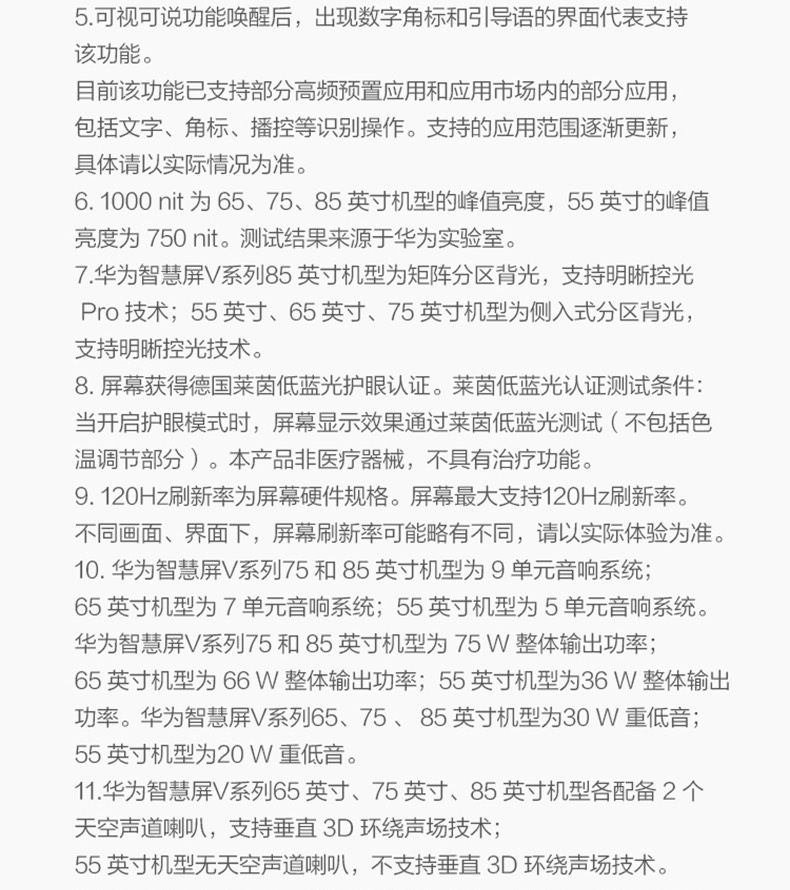 5.可视可说功能唤醒后，出现数字角标和引导语的界面代表支持
该功能。
目前该功能已支持部分高频预置应用和应用市场内的部分应用，
包括文字、角标、播控等识别操作。支持的应用范围逐渐更新，
具体请以实际情况为准。
6. 1000 nit 为 65、75、85 英寸机型的峰值亮度，55 英寸的峰值
亮度为 750 nit。测试结果来源于华为实验室。
7.华为智慧屏V系列85 英寸机型为矩阵分区背光，支持明晰控光
Pro 技术；55 英寸、65 英寸、75 英寸机型为侧入式分区背光，
支持明晰控光技术。
8. 屏幕获得德国莱茵低蓝光护眼认证。莱茵低蓝光认证测试条件：
当开启护眼模式时，屏幕显示效果通过莱茵低蓝光测试（不包括色
温调节部分）。本产品非医疗器械，不具有治疗功能。
9. 120Hz刷新率为屏幕硬件规格。屏幕最大支持120Hz刷新率。
不同画面、界面下，屏幕刷新率可能略有不同，请以实际体验为准。
10. 华为智慧屏V系列75 和 85 英寸机型为 9 单元音响系统；
65 英寸机型为 7 单元音响系统；55 英寸机型为 5 单元音响系统。
华为智慧屏V系列75 和 85 英寸机型为 75 W 整体输出功率；
65 英寸机型为 66 W 整体输出功率；55 英寸机型为36 W 整体输出
功率。华为智慧屏V系列65、75 、 85 英寸机型为30 W 重低音；
55 英寸机型为20 W 重低音。
11.华为智慧屏V系列65 英寸、75 英寸、85 英寸机型各配备 2 个
天空声道喇叭，支持垂直 3D 环绕声场技术；
55 英寸机型无天空声道喇叭，不支持垂直 3D 环绕声场技术。